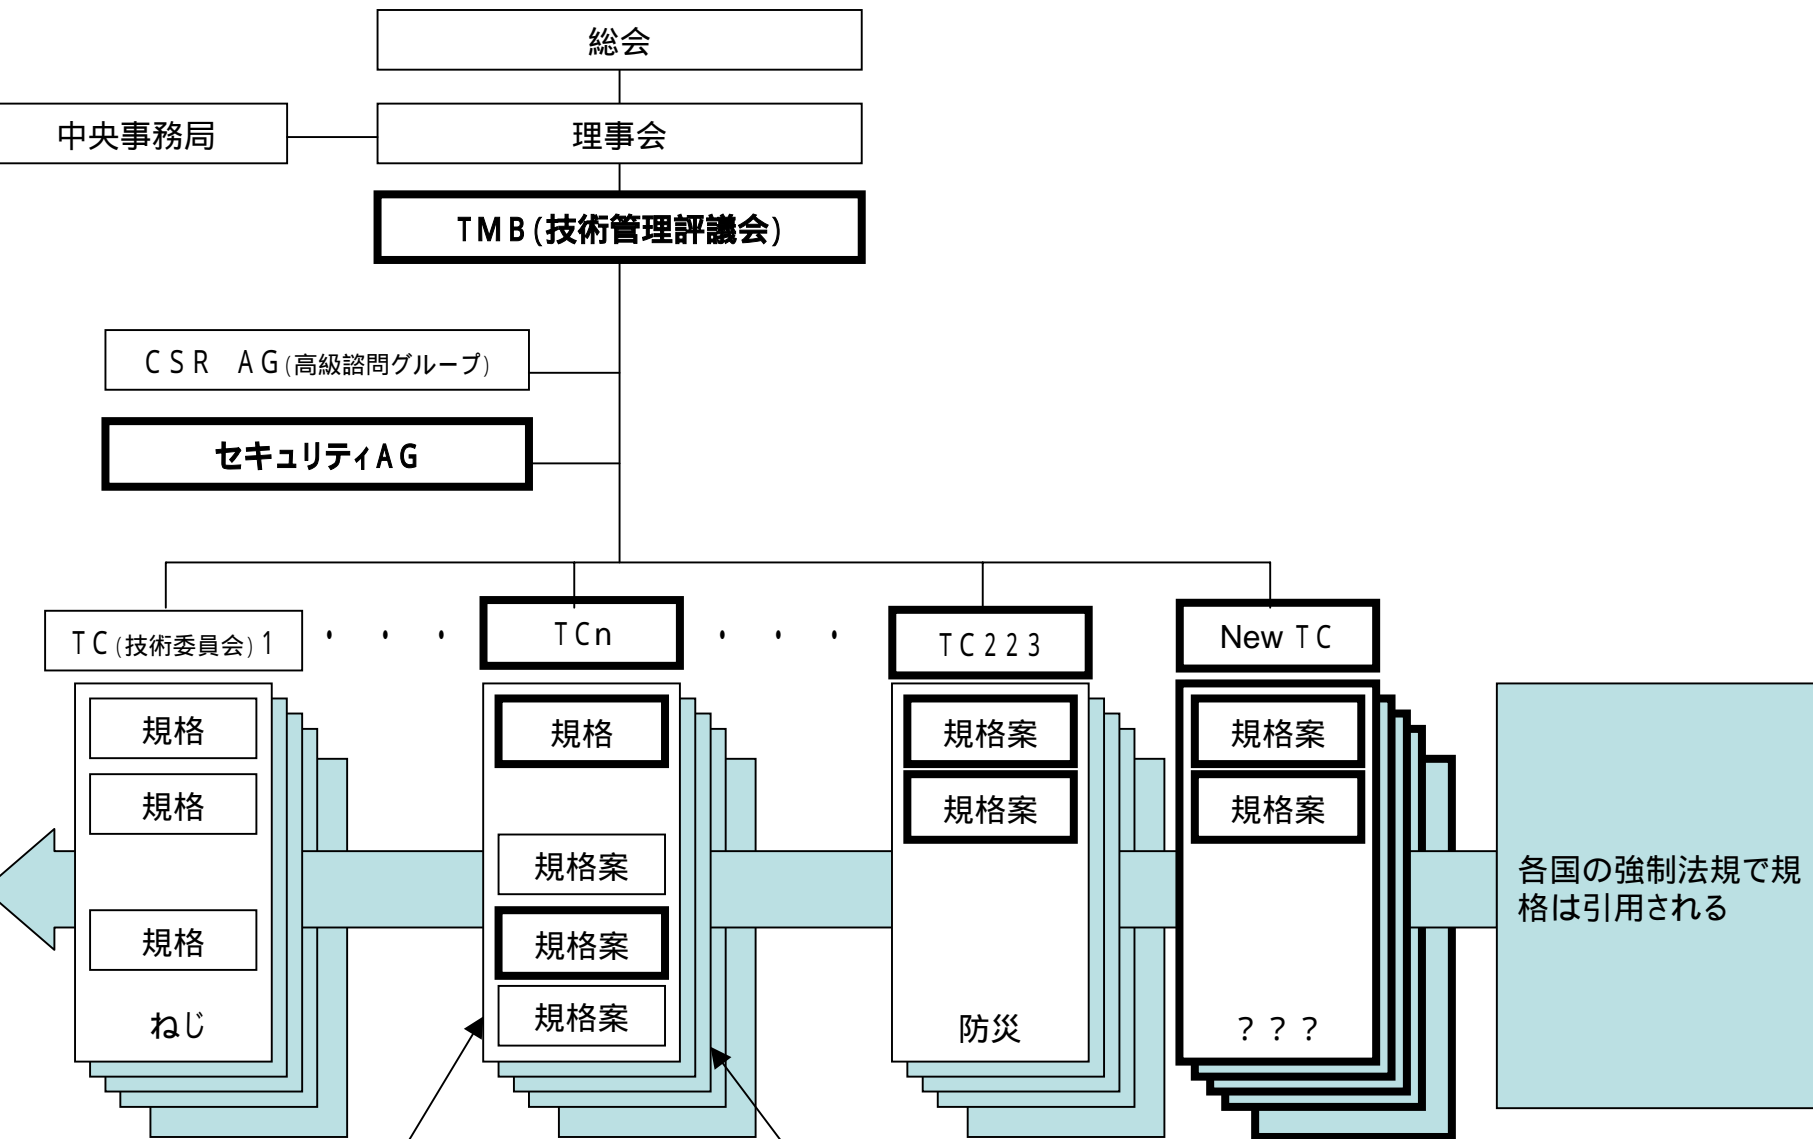 総会
中央事務局
理事会
TMB(技術管理評議会)
CSR AG(高級諮問グループ)
セキュリティAG
TC(技術委員会)1
・ ・ ・
TCn
・ ・ ・
TC223
New TC
規格
規格
規格
ねじ
規格
規格案
規格案
規格案
規格案
規格案
防災
規格案
規格案
???
各国の強制法規で規
格は引用される